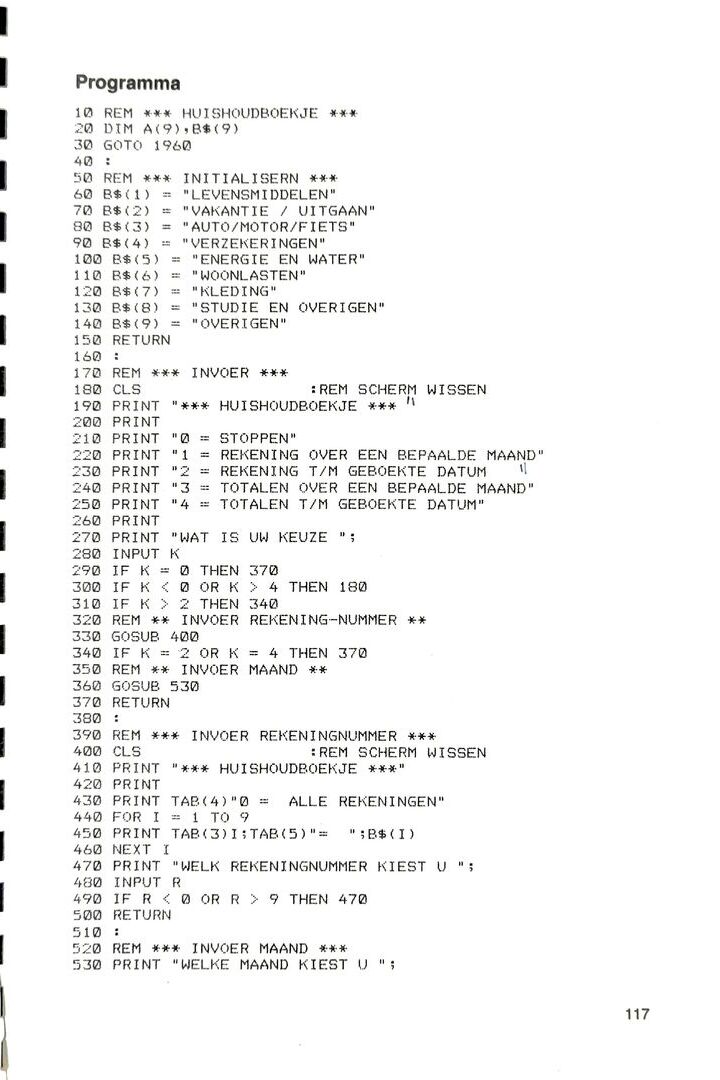 Programma
10 REM *** HUISHOUDBOEKJE ***
20 DIM A(9),B$(9)
30 GOTO 1960
40 :
50 REM *** INITIALISERN ***
60 B$(1) = "LEVENSMIDDELEN"
70 B$(2) = "VAKANTIE / UITGAAN"
80 B$(3) = "AUTO/MOTOR/FIETS"
90 B$(4) = "VERZEKERINGEN"
100 B$(5) = "ENERGIE EN WATER"
110 B$(6) = "WOONLASTEN"
120 B$(7) = "KLEDING"
130 B$(8) = "STUDIE EN OVERIGEN"
140 B$(9) = "OVERIGEN"
150 RETURN
160 :
170 REM *** INVOER ***
180 CLS                 :REM SCHERM WISSEN
190 PRINT "*** HUISHOUDBOEKJE *** "
200 PRINT
210 PRINT "0 = STOPPEN"
220 PRINT "1 = REKENING OVER EEN BEPAALDE MAAND"
230 PRINT "2 = REKENING T/M GEBOEKTE DATUM    "
240 PRINT "3 = TOTALEN OVER EEN BEPAALDE MAAND"
250 PRINT "4 = TOTALEN T/M GEBOEKTE DATUM"
260 PRINT
270 PRINT "WAT IS UW KEUZE ";
280 INPUT K
290 IF K = 0 THEN 370
300 IF K < 0 OR K > 4 THEN 180
310 IF K > 2 THEN 340
320 REM ** INVOER REKENING-NUMMER **
330 GOSUB 400
340 IF K = 2 OR K = 4 THEN 370
350 REM ** INVOER MAAND **
360 GOSUB 530
370 RETURN
380 :
390 REM *** INVOER REKENINGNUMMER ***
400 CLS                 :REM SCHERM WISSEN
410 PRINT "*** HUISHOUDBOEKJE ***"
420 PRINT
430 PRINT TAB(4)"0 =  ALLE REKENINGEN"
440 FOR I = 1 TO 9
450 PRINT TAB(3)I;TAB(5)"=  ";B$(I)
460 NEXT I
470 PRINT "WELK REKENINGNUMMER KIEST U ";
480 INPUT R
490 IF R < 0 OR R > 9 THEN 470
500 RETURN
510 :
520 REM *** INVOER MAAND ***
530 PRINT "WELKE MAAND KIEST U ";
117